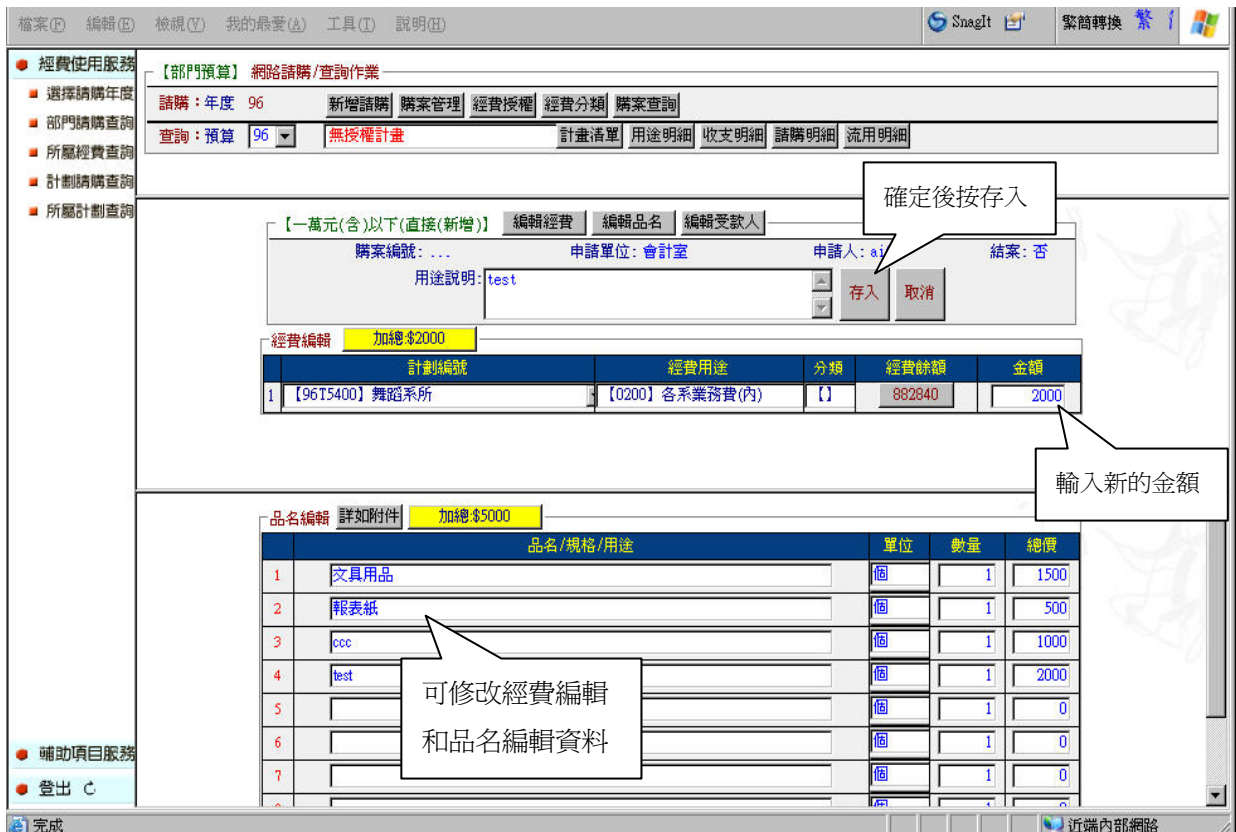 檔案(F) 編輯(E) 檢視(V) 我的最愛(A) 工具(T) 說明(H) SnagIt 繁簡轉換 繁
經費使用服務
選擇請購年度
部門請購查詢
所屬經費查詢
計劃請購查詢
所屬計劃查詢
【部門預算】 網路請購/查詢作業
請購：年度 96 新增請購 購案管理 經費授權 經費分類 購案查詢
查詢：預算 96 無授權計畫 計畫清單 用途明細 收支明細 請購明細 流用明細
確定後按存入
【一萬元(含)以下(直接(新增)】 編輯經費 編輯品名 編輯受款人
購案編號: ... 申請單位: 會計室 申請人: ai 結案: 否
用途說明: test 存入 取消
經費編輯 加總:$2000
計劃編號 經費用途 分類 經費餘額 金額
1 【96T5400】舞蹈系所 【0200】各系業務費(內) 【】 882840 2000
輸入新的金額
品名編輯 詳如附件 加總:$5000
品名/規格/用途 單位 數量 總價
1 文具用品 個 1 1500
2 報表紙 個 1 500
3 ccc 個 1 1000
4 test 個 1 2000
5 個 1 0
6 個 1 0
7 個 1 0
可修改經費編輯
和品名編輯資料
輔助項目服務
登出
完成 近端內部網路